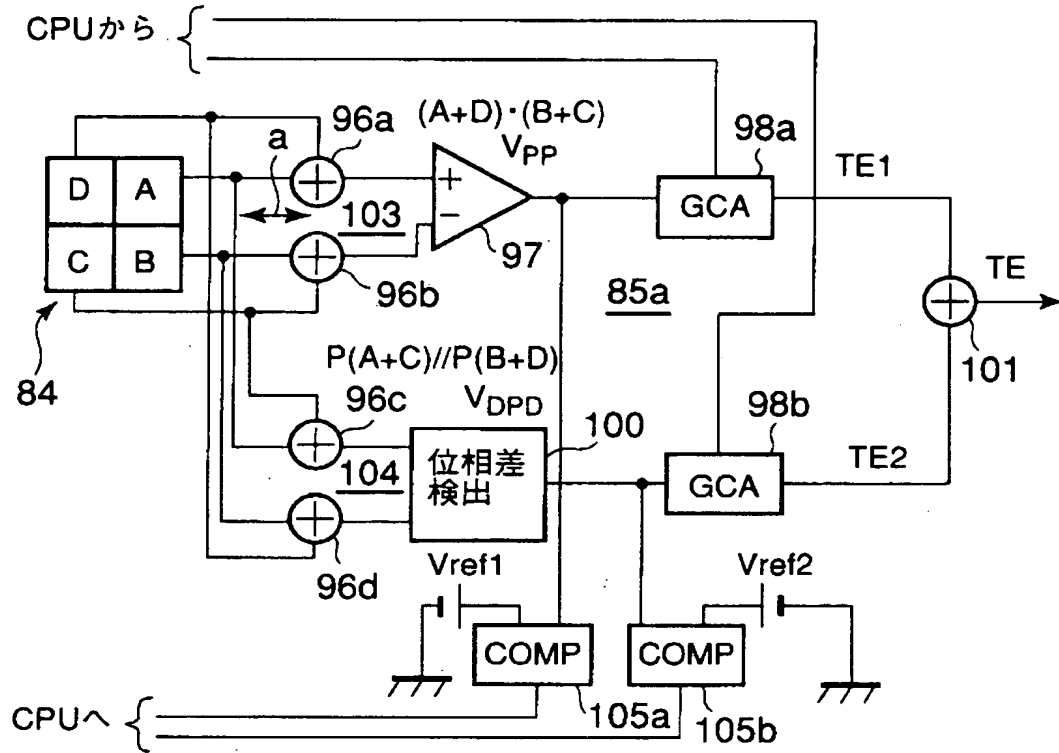 CPUから
a
96a
(A+D)·(B+C)
VPP
98a
TE1
D A
+
−
GCA
103
97
C B
96b
85a
TE
84
P(A+C)//P(B+D)
VDPD
101
96c
100
98b
TE2
104
位相差
検出
GCA
96d
Vref1
Vref2
COMP
COMP
105a
105b
CPUへ